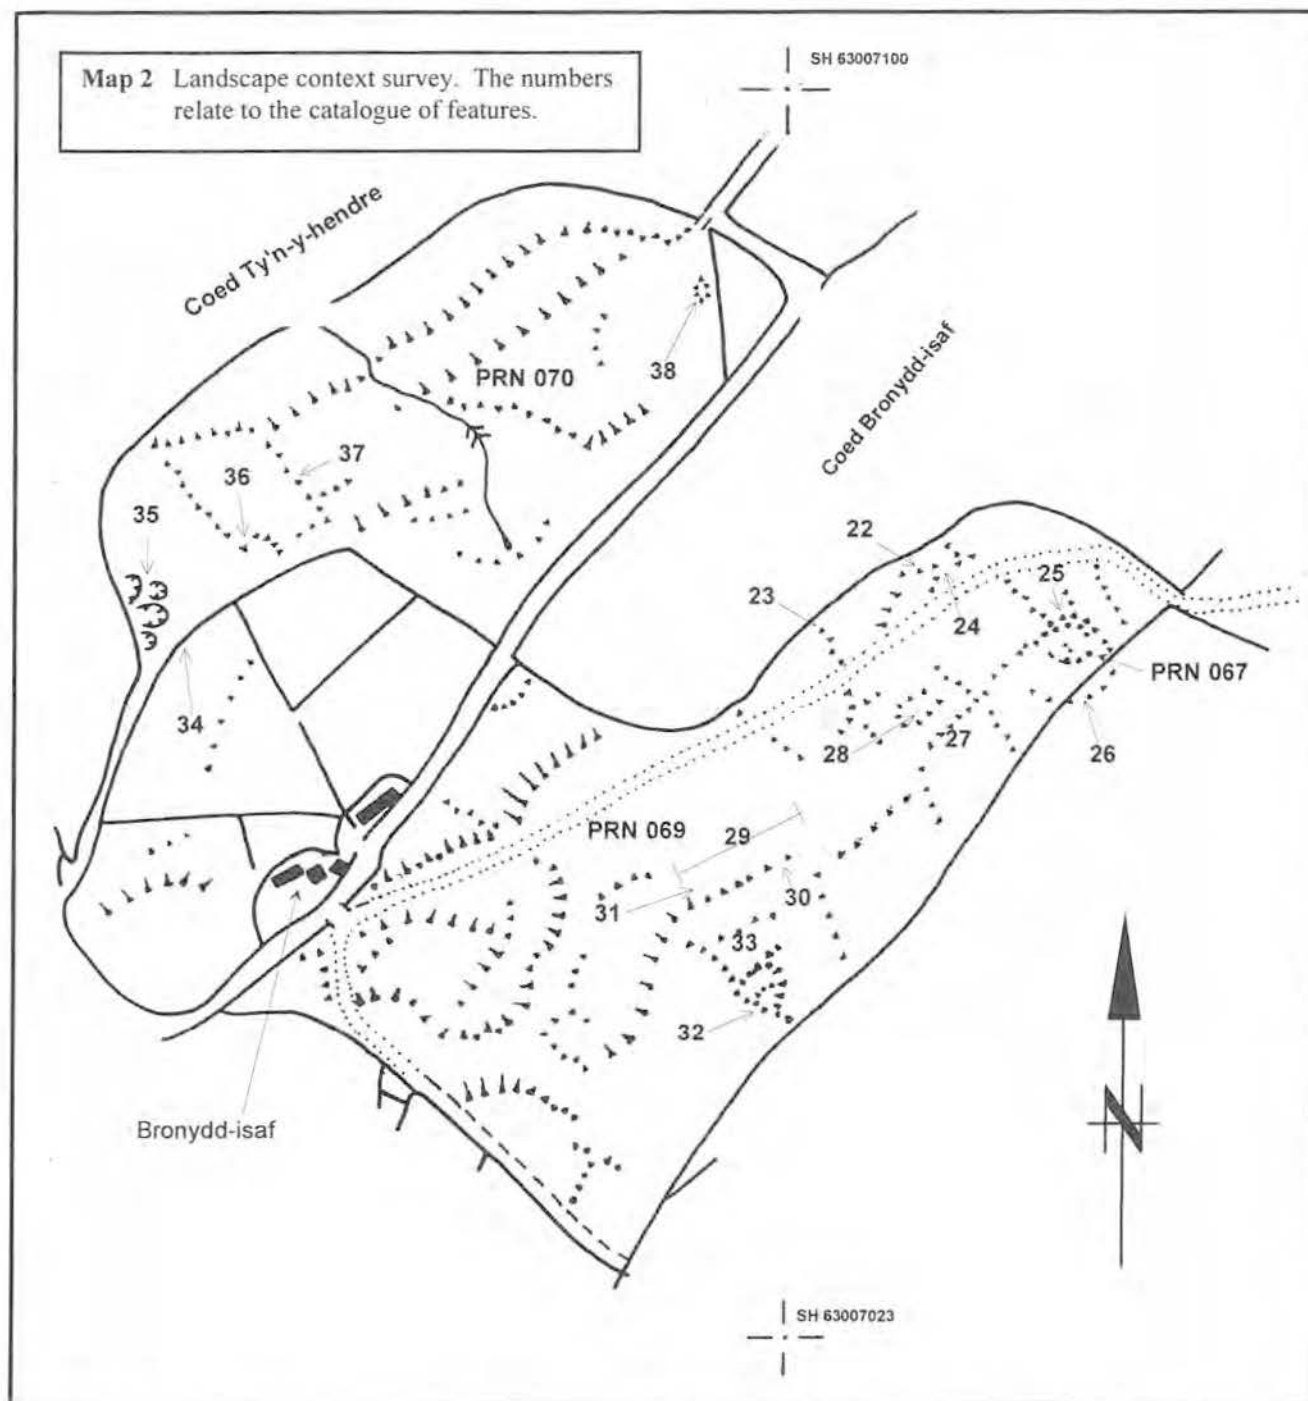 Map 2 Landscape context survey. The numbers
relate to the catalogue of features.
SH 63007100
Coed Ty'n-y-hendre
PRN 070
38
Coed Bronydd-isaf
37
36
35
22
25
23
24
PRN 067
34
28
27
26
PRN 069
29
31
30
33
32
Bronydd-isaf
N
SH 63007023